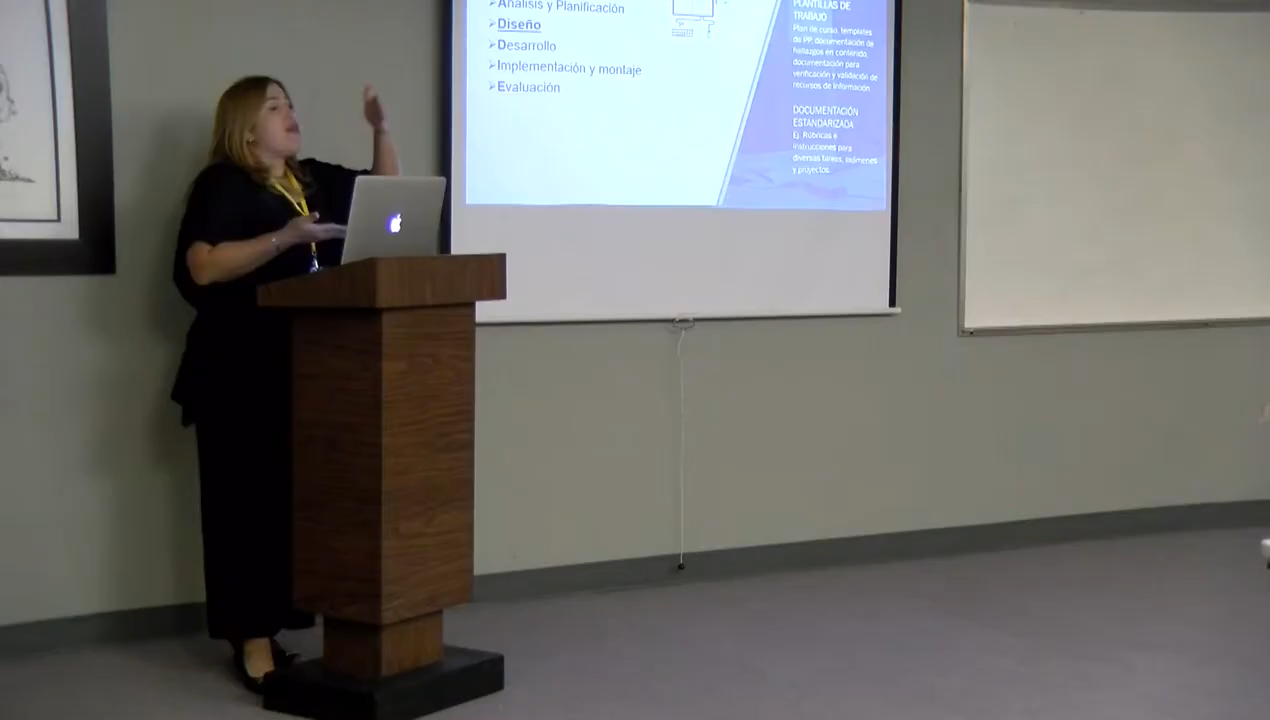 Análisis y Planificación
Diseño
Desarrollo
Implementación y montaje
Evaluación
PLANTILLAS DE
TRABAJO
Plan de curso, templates
de PP, documentación de
hallazgos en contenido,
documentación para
verificación y validación de
recursos de información
DOCUMENTACIÓN
ESTANDARIZADA
Ej. Rúbricas e
instrucciones para
diversas tareas, exámenes
y proyectos.